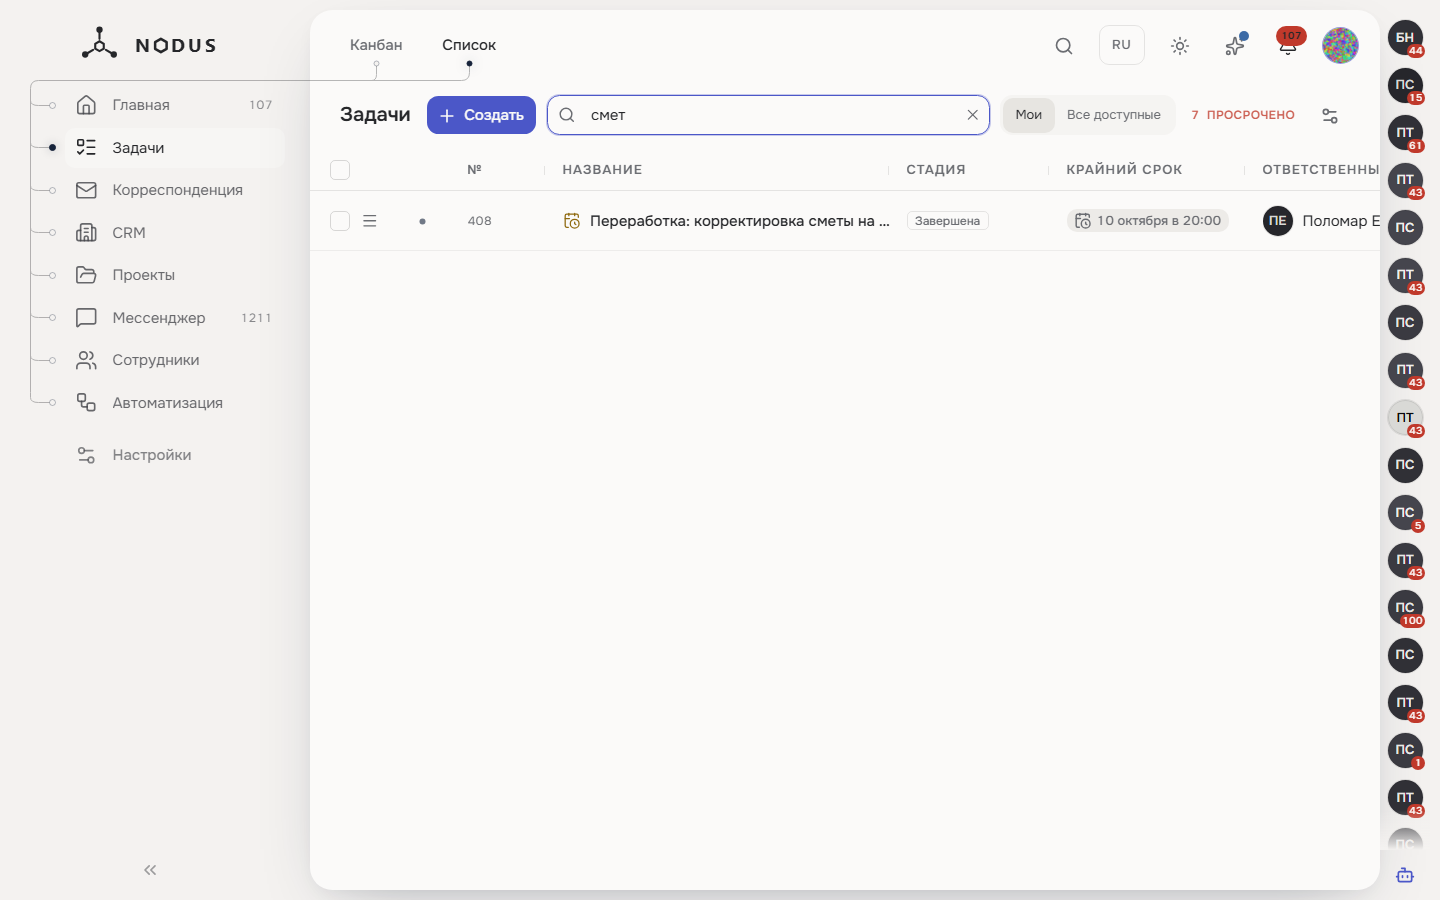 NODUS
Главная 107
Задачи
Корреспонденция
CRM
Проекты
Мессенджер 1211
Сотрудники
Автоматизация
Настройки
Канбан Список
RU
107
Задачи Создать смет Мои Все доступные 7 ПРОСРОЧЕНО
№ НАЗВАНИЕ СТАДИЯ КРАЙНИЙ СРОК ОТВЕТСТВЕННЫ
408 Переработка: корректировка сметы на ... Завершена 10 октября в 20:00 ПЕ Поломар Е
БН 44
ПС 15
ПТ 61
ПТ 43
ПС
ПТ 43
ПС
ПТ 43
ПТ 43
ПС
ПС 5
ПТ 43
ПС 100
ПС
ПТ 43
ПС 1
ПТ 43
ПС